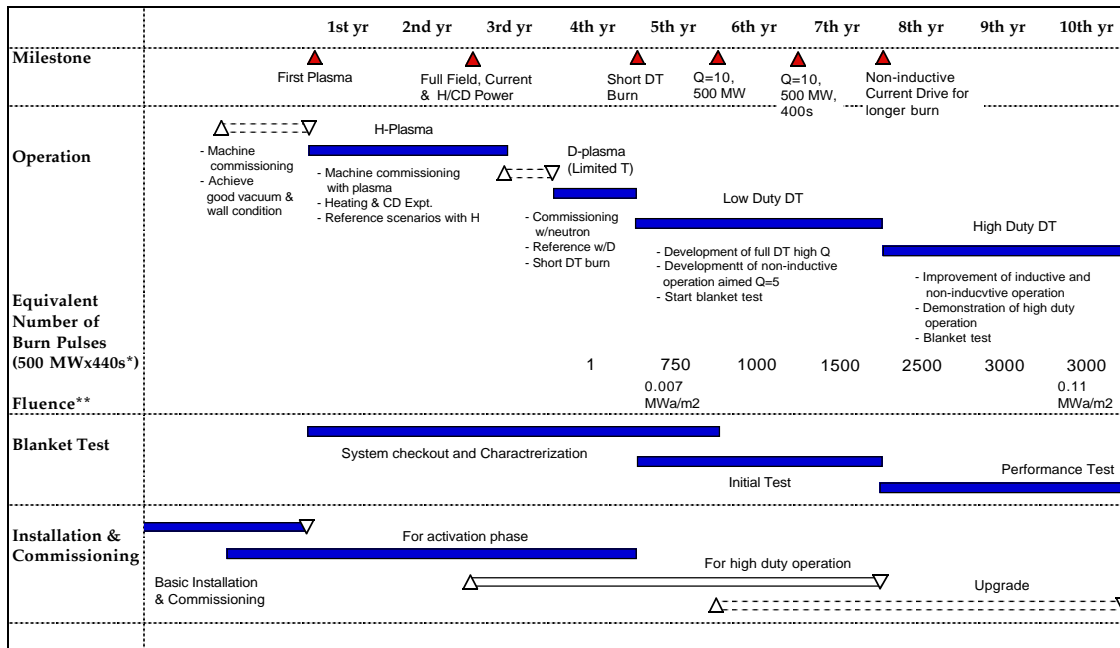 1st yr 2nd yr 3rd yr 4th yr 5th yr 6th yr 7th yr 8th yr 9th yr 10th yr
Milestone
First Plasma
Full Field, Current
& H/CD Power
Short DT
Burn
Q=10,
500 MW
Q=10,
500 MW,
400s
Non-inductive
Current Drive for
longer burn
Operation
- Machine
commissioning
- Achieve
good vacuum &
wall condition
H-Plasma
- Machine commissioning
with plasma
- Heating & CD Expt.
- Reference scenarios with H
D-plasma
(Limited T)
- Commissioning
w/neutron
- Reference w/D
- Short DT burn
Low Duty DT
- Development of full DT high Q
- Developmentt of non-inductive
operation aimed Q=5
- Start blanket test
High Duty DT
- Improvement of inductive and
non-inducvtive operation
- Demonstration of high duty
operation
- Blanket test
Equivalent
Number of
Burn Pulses
(500 MWx440s*)
1 750 1000 1500 2500 3000 3000
Fluence**
0.007
MWa/m2
0.11
MWa/m2
Blanket Test
System checkout and Charactrerization
Initial Test
Performance Test
Installation &
Commissioning
Basic Installation
& Commissioning
For activation phase
For high duty operation
Upgrade